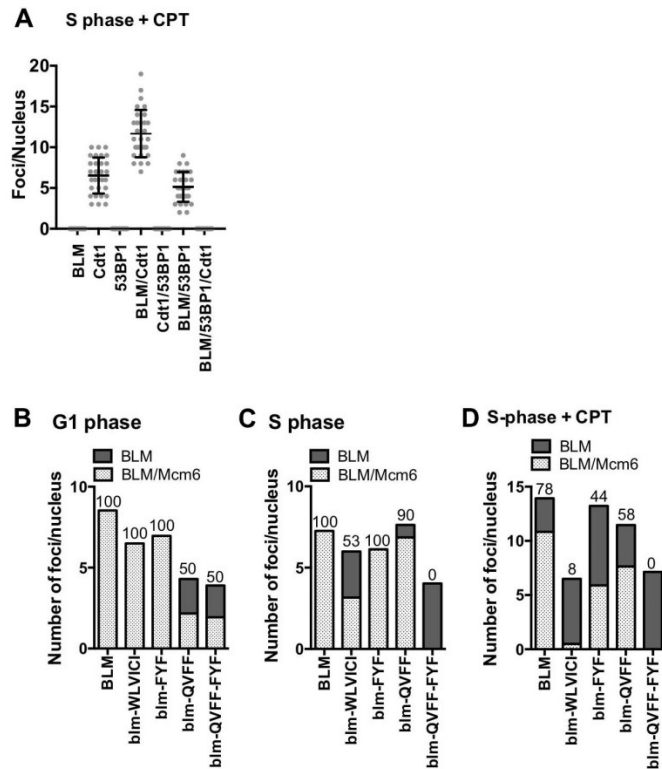 A
S phase + CPT
Foci/Nucleus
20
15
10
5
0
BLM
Cdt1
53BP1
BLM/Cdt1
Cdt1/53BP1
BLM/53BP1
BLM/53BP1/Cdt1
B G1 phase
BLM
BLM/Mcm6
Number of foci/nucleus
10
5
0
100
100
100
50
50
BLM
blm-WLVICI
blm-FYF
blm-QVFF
blm-QVFF-FYF
C S phase
BLM
BLM/Mcm6
Number of foci/nucleus
10
5
0
100
53
100
90
0
BLM
blm-WLVICI
blm-FYF
blm-QVFF
blm-QVFF-FYF
D S-phase + CPT
BLM
BLM/Mcm6
Number of foci/nucleus
15
10
5
0
78
8
44
58
0
BLM
blm-WLVICI
blm-FYF
blm-QVFF
blm-QVFF-FYF